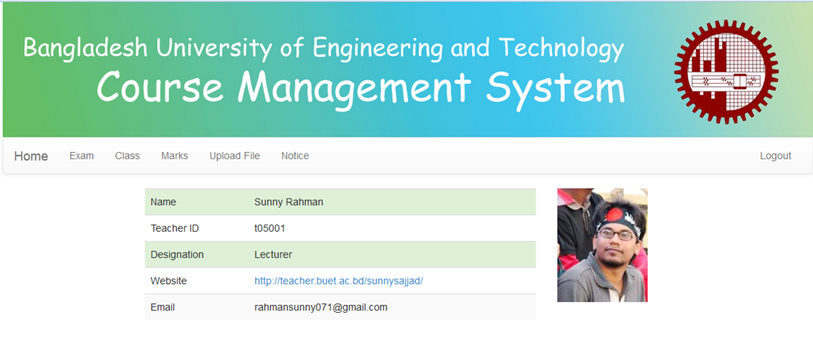 Bangladesh University of Engineering and Technology
Course Management System
Home Exam Class Marks Upload File Notice Logout
Name Sunny Rahman
Teacher ID t05001
Designation Lecturer
Website http://teacher.buet.ac.bd/sunnysajjad/
Email rahmansunny071@gmail.com